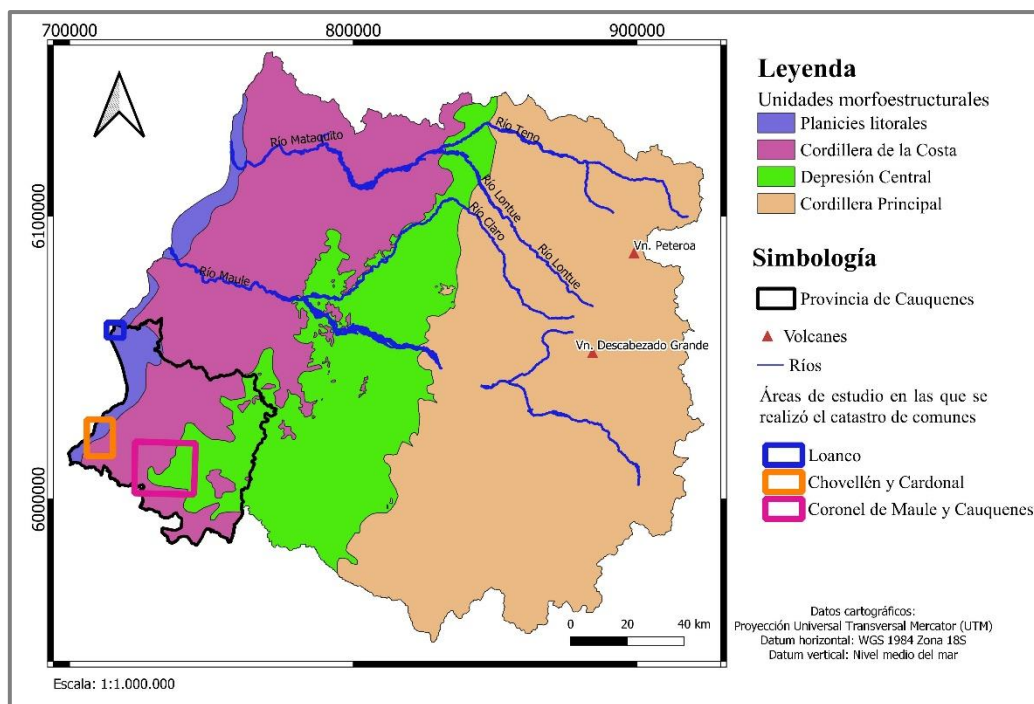 700000
800000
900000
6100000
6000000
Río Mataquito
Río Teno
Río Lontue
Río Claro
Río Lontue
Río Maule
Vn. Peteroa
Vn. Descabezado Grande
0 20 40 km
Escala: 1:1.000.000
Leyenda
Unidades morfoestructurales
Planicies litorales
Cordillera de la Costa
Depresión Central
Cordillera Principal
Simbología
Provincia de Cauquenes
Volcanes
Ríos
Áreas de estudio en las que se
realizó el catastro de comunes
Loanco
Chovellén y Cardonal
Coronel de Maule y Cauquenes
Datos cartográficos:
Proyección Universal Transversal Mercator (UTM)
Datum horizontal: WGS 1984 Zona 18S
Datum vertical: Nivel medio del mar